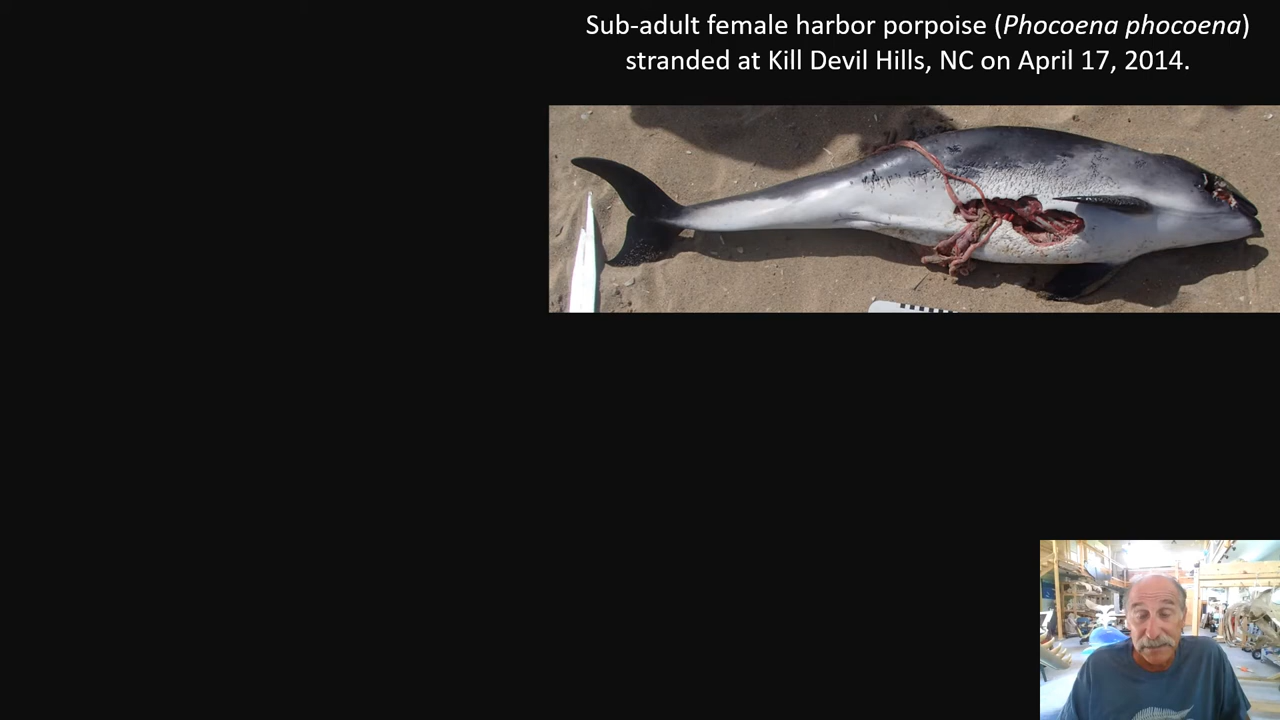 Sub-adult female harbor porpoise (Phocoena phocoena)
stranded at Kill Devil Hills, NC on April 17, 2014.